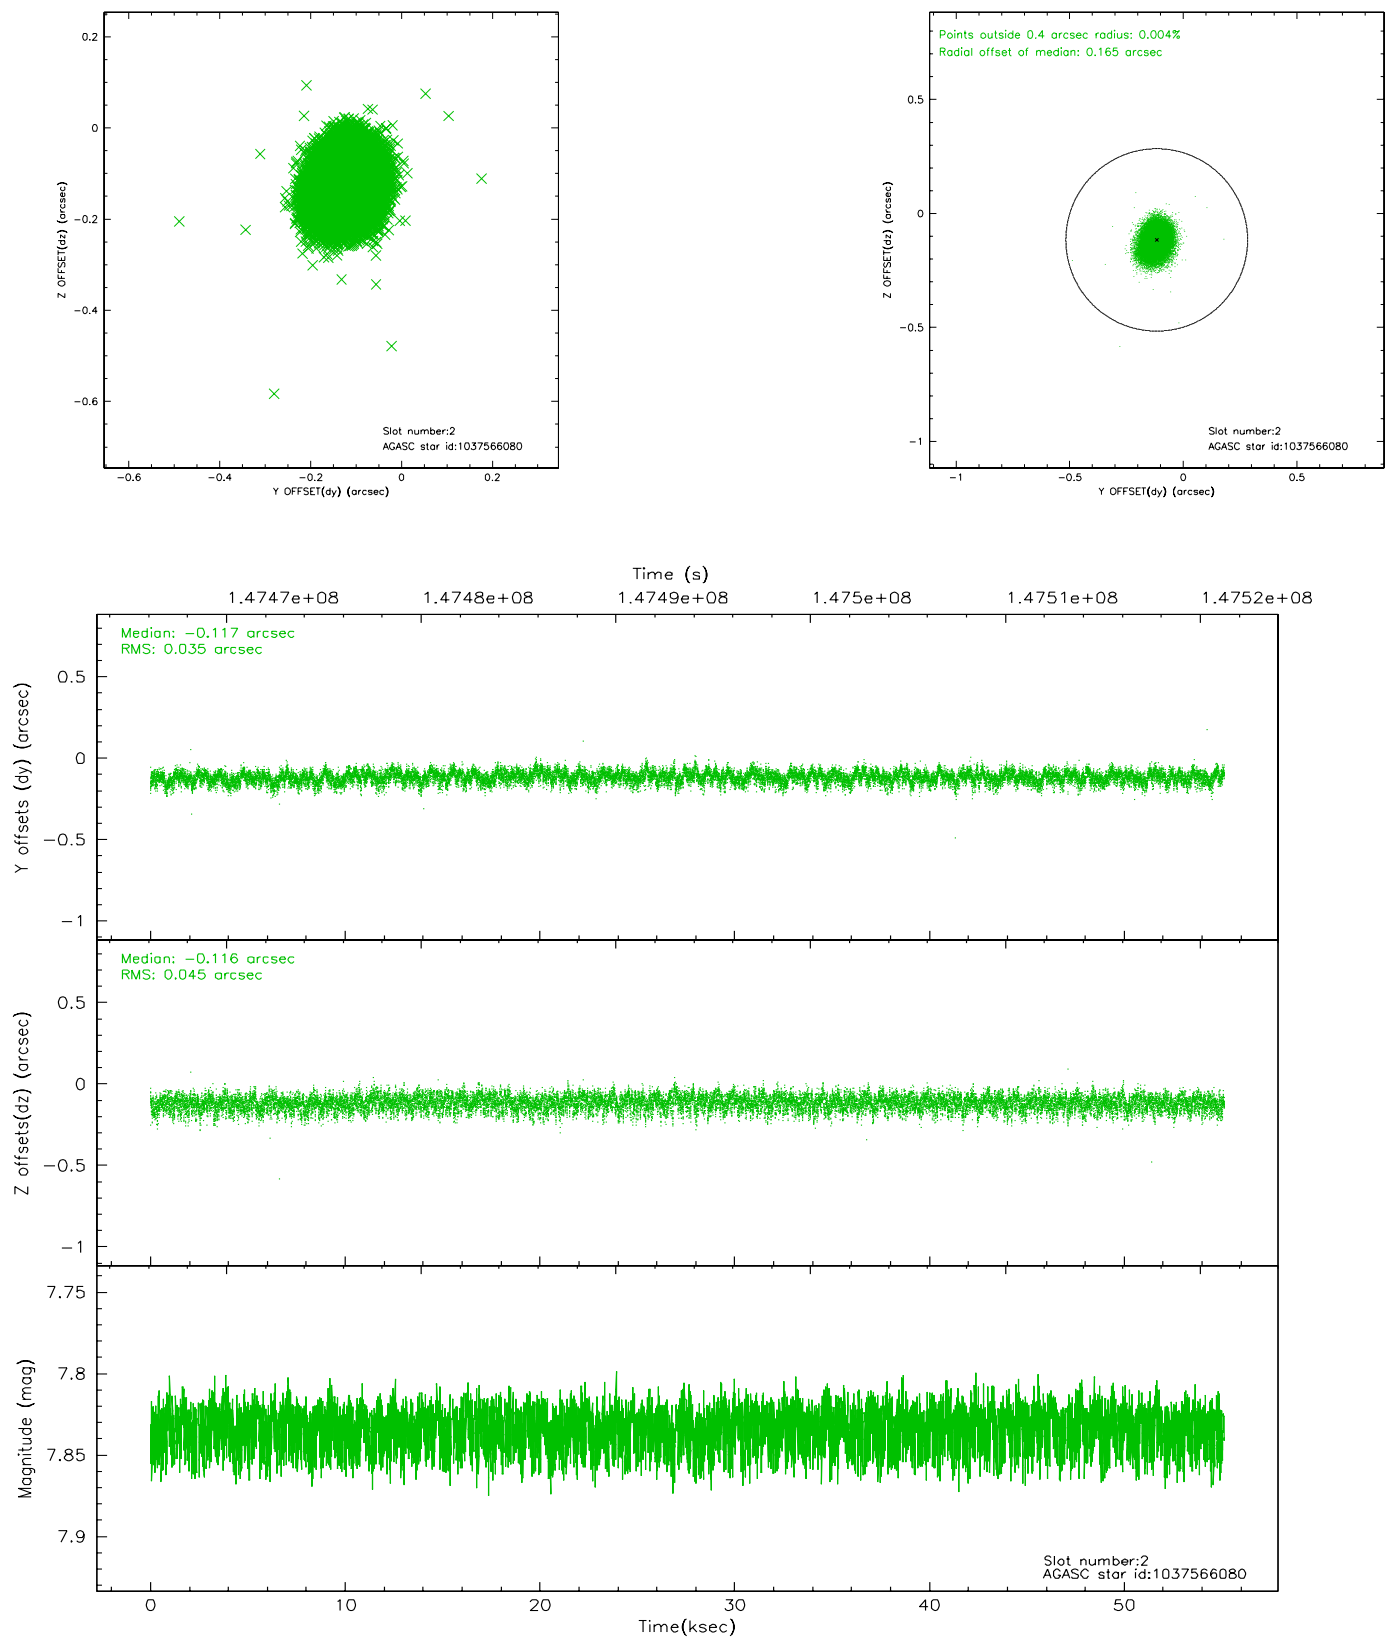 0.2
0
−0.2
−0.4
−0.6
Z OFFSET(dz) (arcsec)
Slot number:2
AGASC star id:1037566080
−0.6 −0.4 −0.2 0 0.2
Y OFFSET(dy) (arcsec)
Points outside 0.4 arcsec radius: 0.004%
Radial offset of median: 0.165 arcsec
0.5
0
−0.5
−1
Z OFFSET(dz) (arcsec)
Slot number:2
AGASC star id:1037566080
−1 −0.5 0 0.5
Y OFFSET(dy) (arcsec)
Time (s)
1.4747e+08 1.4748e+08 1.4749e+08 1.475e+08 1.4751e+08 1.4752e+08
Median: −0.117 arcsec
RMS: 0.035 arcsec
0.5
0
−0.5
−1
Y offsets (dy) (arcsec)
Median: −0.116 arcsec
RMS: 0.045 arcsec
0.5
0
−0.5
−1
Z offsets(dz) (arcsec)
7.75
7.8
7.85
7.9
Magnitude (mag)
Slot number:2
AGASC star id:1037566080
0 10 20 30 40 50
Time(ksec)